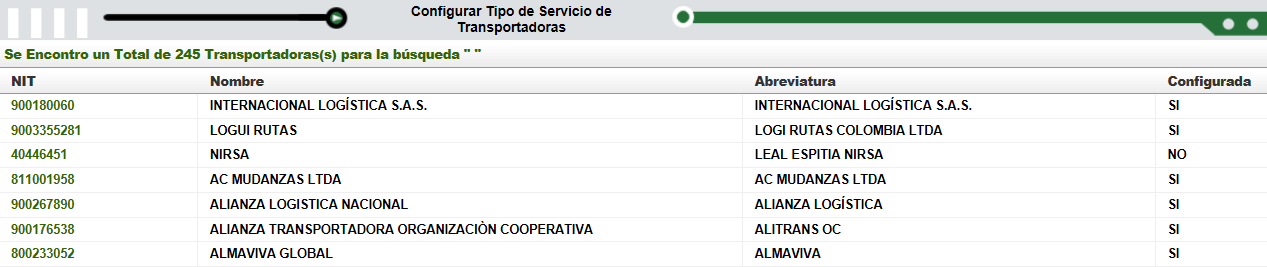 Configurar Tipo de Servicio de
Transportadoras
Se Encontro un Total de 245 Transportadoras(s) para la búsqueda " "
NIT Nombre Abreviatura Configurada
900180060 INTERNACIONAL LOGÍSTICA S.A.S. INTERNACIONAL LOGÍSTICA S.A.S. SI
9003355281 LOGUI RUTAS LOGI RUTAS COLOMBIA LTDA SI
40446451 NIRSA LEAL ESPITIA NIRSA NO
811001958 AC MUDANZAS LTDA AC MUDANZAS LTDA SI
900267890 ALIANZA LOGISTICA NACIONAL ALIANZA LOGÍSTICA SI
900176538 ALIANZA TRANSPORTADORA ORGANIZACIÒN COOPERATIVA ALITRANS OC SI
800233052 ALMAVIVA GLOBAL ALMAVIVA SI